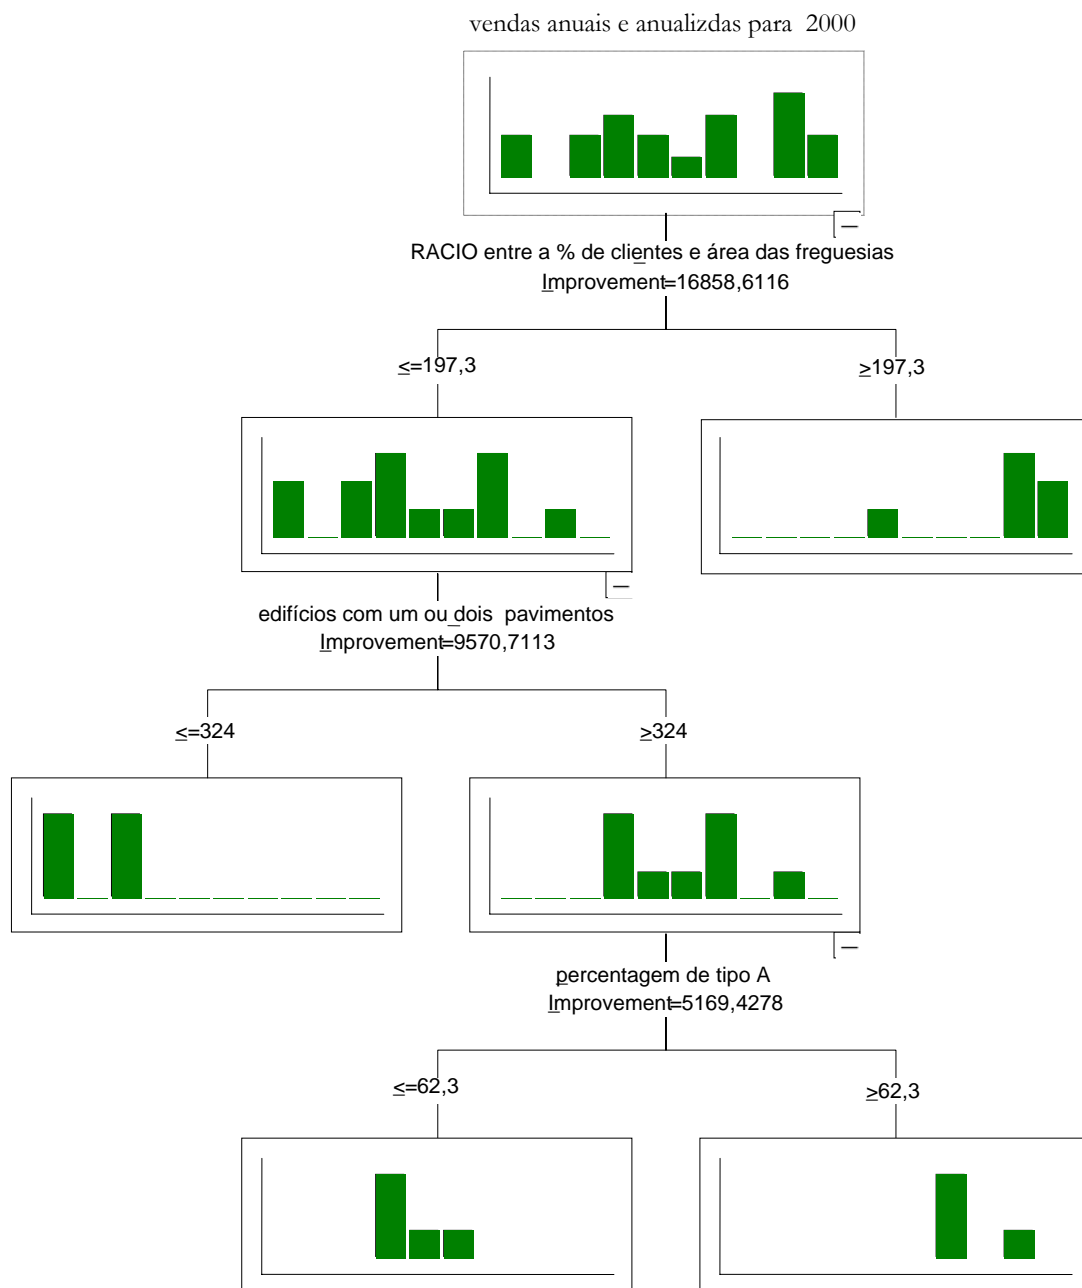 vendas anuais e anualizdas para 2000
RACIO entre a % de clientes e área das freguesias
Improvement=16858,6116
<=197,3
≥197,3
edifícios com um ou dois pavimentos
Improvement=9570,7113
<=324
≥324
percentagem de tipo A
Improvement=5169,4278
<=62,3
≥62,3